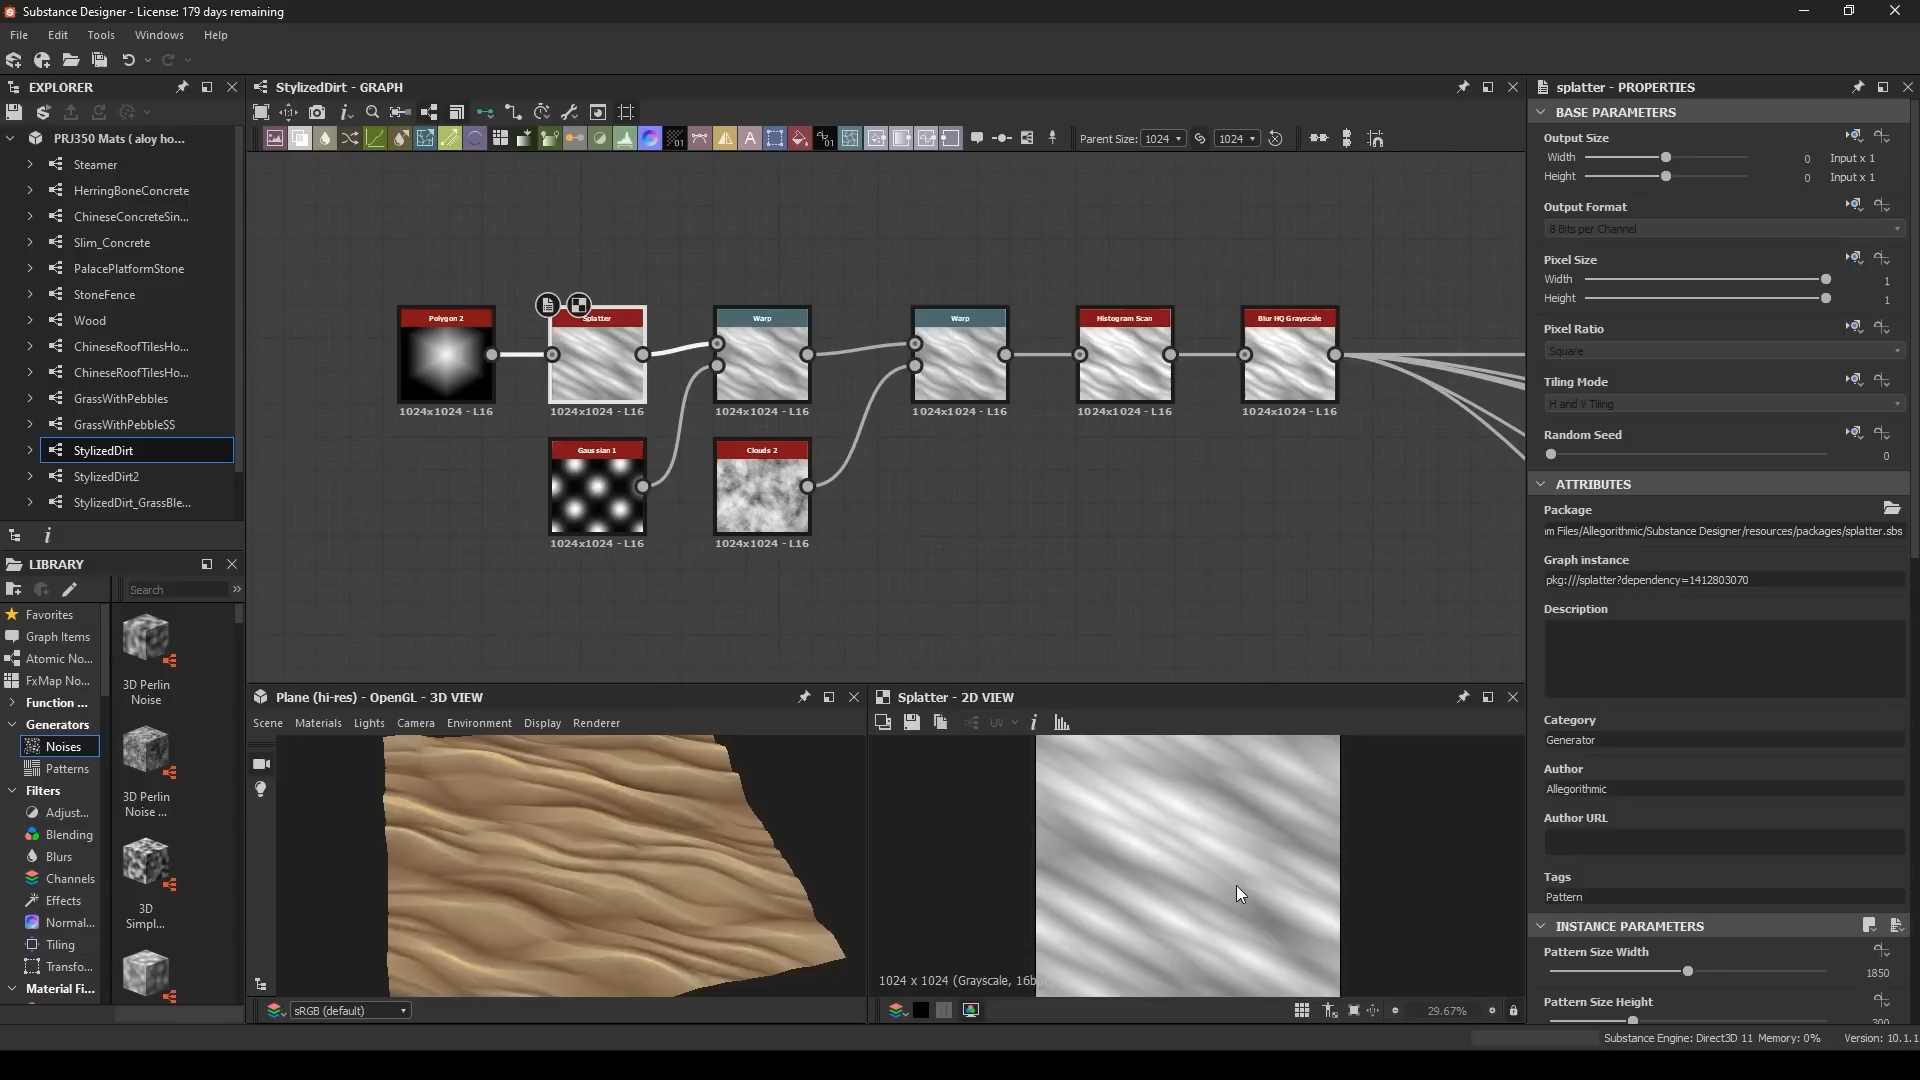 Substance Designer - License: 179 days remaining
File Edit Tools Windows Help
EXPLORER
PRJ350 Mats ( aloy ho...
Steamer
HerringBoneConcrete
ChineseConcreteSin...
Slim_Concrete
PalacePlatformStone
StoneFence
Wood
ChineseRoofTilesHo...
ChineseRoofTilesHo...
GrassWithPebbles
GrassWithPebbleSS
StylizedDirt
StylizedDirt2
StylizedDirt_GrassBle...
LIBRARY
Search
Favorites
Graph Items
Atomic No...
FxMap No...
Function ...
Generators
Noises
Patterns
Filters
Adjust...
Blending
Blurs
Channels
Effects
Normal...
Tiling
Transfo...
Material Fi...
3D Perlin
Noise
3D Perlin
Noise ...
3D
Simpl...
StylizedDirt - GRAPH
Parent Size: 1024 1024
Polygon 2
1024x1024 - L16
Splatter
1024x1024 - L16
Warp
1024x1024 - L16
Warp
1024x1024 - L16
Histogram Scan
1024x1024 - L16
Blur HQ Grayscale
1024x1024 - L16
Gaussian 1
1024x1024 - L16
Clouds 2
1024x1024 - L16
Plane (hi-res) - OpenGL - 3D VIEW
Scene Materials Lights Camera Environment Display Renderer
sRGB (default)
Splatter - 2D VIEW
UV
1024 x 1024 (Grayscale, 16b
29.67%
splatter - PROPERTIES
BASE PARAMETERS
Output Size
Width 0 Input x 1
Height 0 Input x 1
Output Format
8 Bits per Channel
Pixel Size
Width 1
Height 1
Pixel Ratio
Square
Tiling Mode
H and V Tiling
Random Seed
0
ATTRIBUTES
Package
m Files/Allegorithmic/Substance Designer/resources/packages/splatter.sbs
Graph instance
pkg:///splatter?dependency=1412803070
Description
Category
Generator
Author
Allegorithmic
Author URL
Tags
Pattern
INSTANCE PARAMETERS
Pattern Size Width
1850
Pattern Size Height
300
Substance Engine: Direct3D 11 Memory: 0% Version: 10.1.1